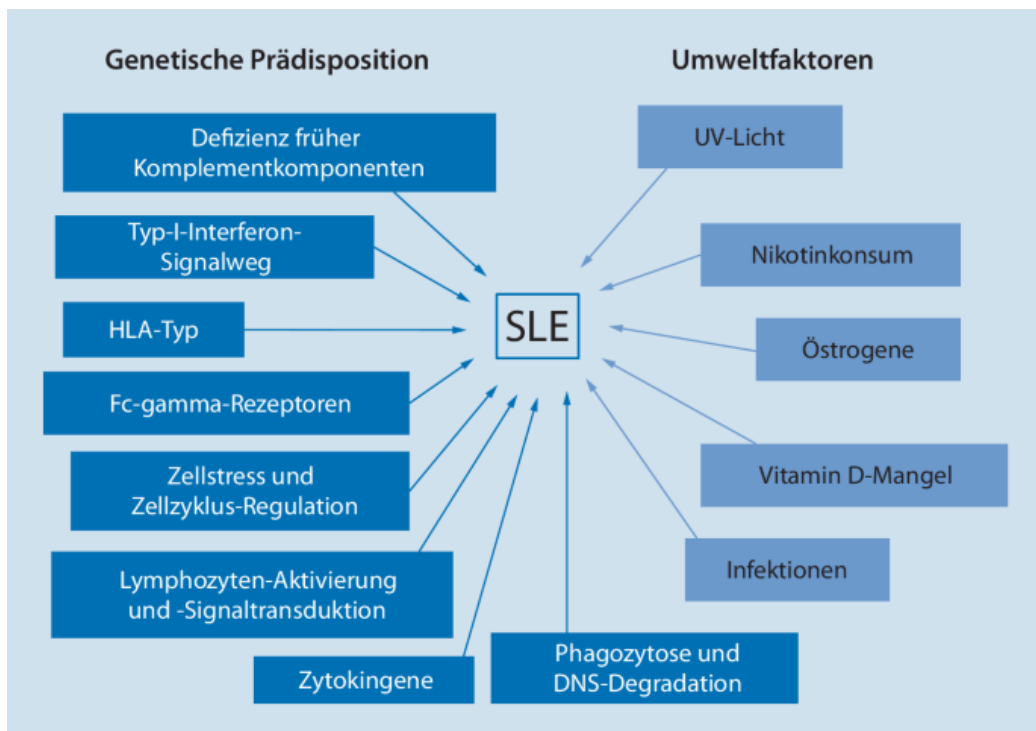 Genetische Prädisposition
Defizienz früher
Komplementkomponenten
Typ-I-Interferon-
Signalweg
HLA-Typ
Fc-gamma-Rezeptoren
Zellstress und
Zellzyklus-Regulation
Lymphozyten-Aktivierung
und -Signaltransduktion
Zytokingene
Phagozytose und
DNS-Degradation
SLE
Umweltfaktoren
UV-Licht
Nikotinkonsum
Östrogene
Vitamin D-Mangel
Infektionen